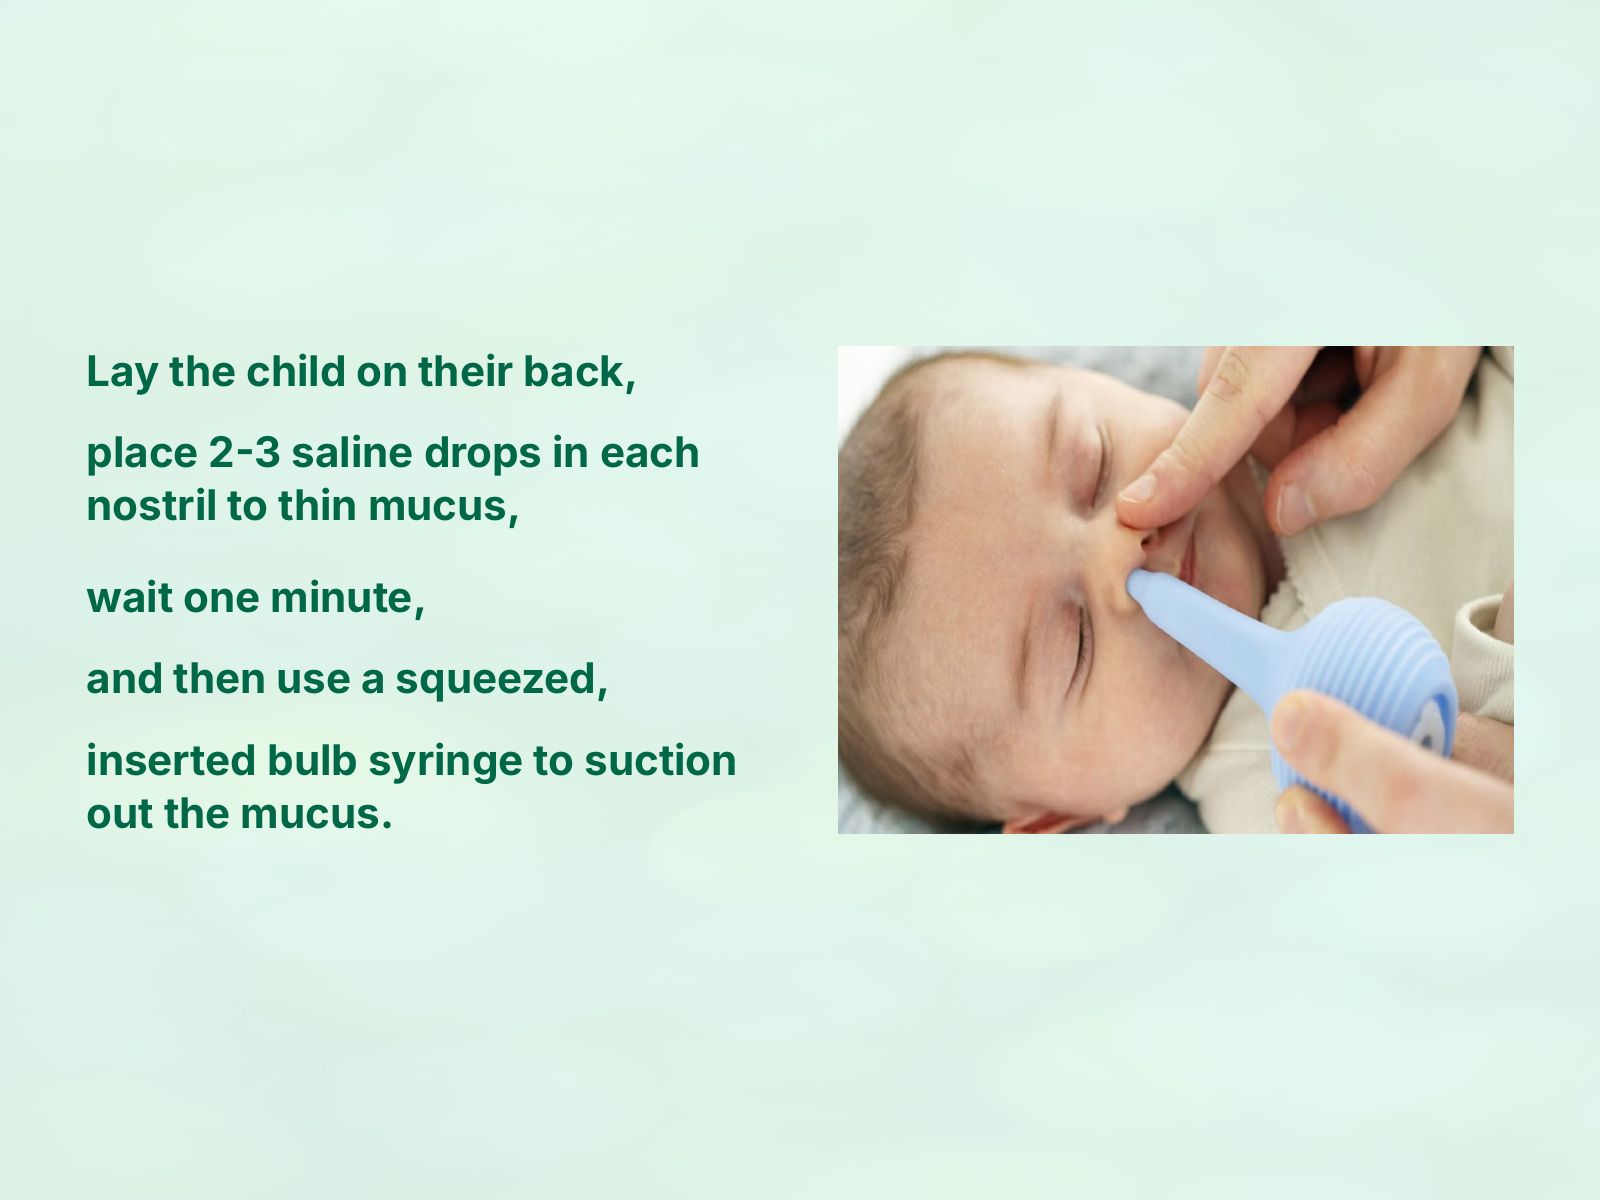 Lay the child on their back,
place 2-3 saline drops in each
nostril to thin mucus,
wait one minute,
and then use a squeezed,
inserted bulb syringe to suction
out the mucus.